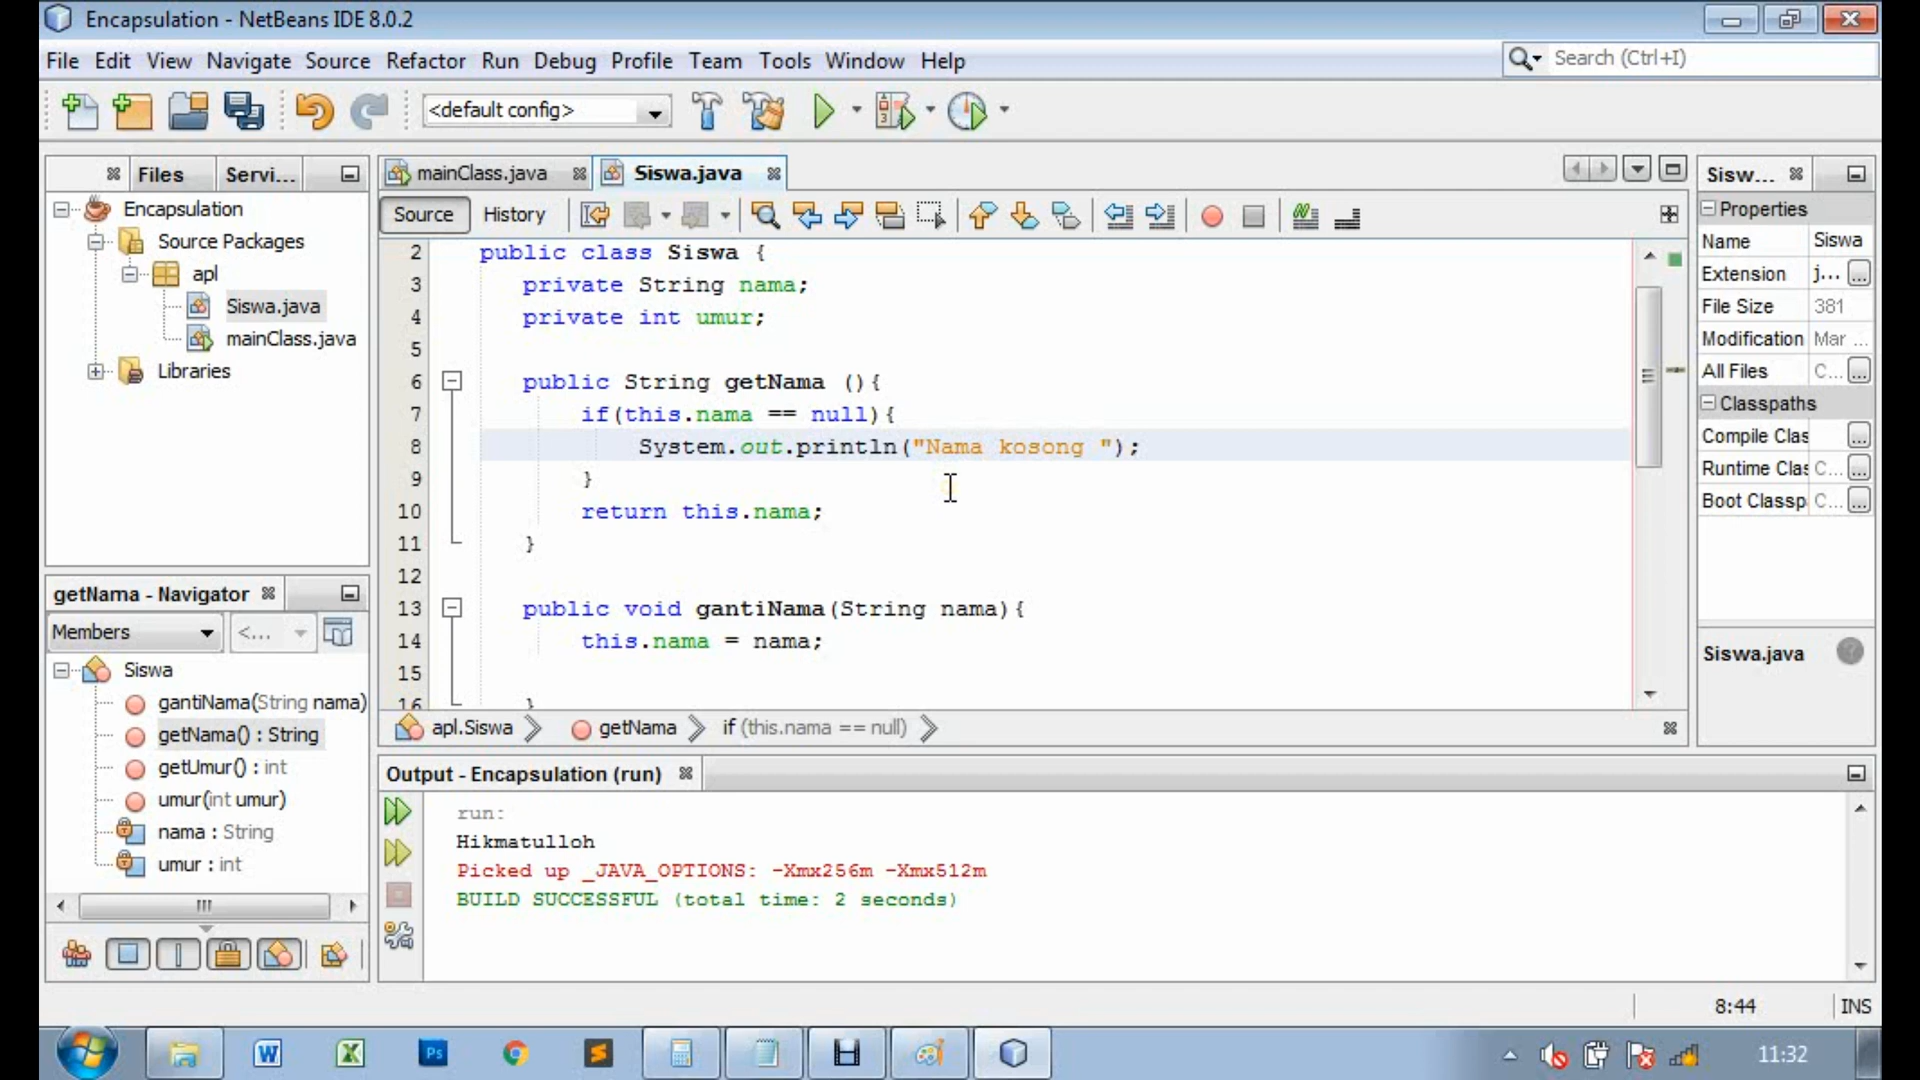 Encapsulation - NetBeans IDE 8.0.2
File Edit View Navigate Source Refactor Run Debug Profile Team Tools Window Help
Search (Ctrl+I)
<default config>
Files Servi...
Encapsulation
Source Packages
apl
Siswa.java
mainClass.java
Libraries
getNama - Navigator
Members <...
Siswa
gantiNama(String nama)
getNama() : String
getUmur() : int
umur(int umur)
nama : String
umur : int
mainClass.java Siswa.java
Source History
2 public class Siswa {
3 private String nama;
4 private int umur;
5
6 public String getNama (){
7 if(this.nama == null){
8 System.out.println("Nama kosong ");
9 }
10 return this.nama;
11 }
12
13 public void gantiNama(String nama){
14 this.nama = nama;
15
16 }
apl.Siswa getNama if (this.nama == null)
Output - Encapsulation (run)
run:
Hikmatulloh
Picked up _JAVA_OPTIONS: -Xmx256m -Xmx512m
BUILD SUCCESSFUL (total time: 2 seconds)
Sisw...
Properties
Name Siswa
Extension j... ...
File Size 381
Modification Mar ...
All Files C... ...
Classpaths
Compile Clas ...
Runtime Clas C... ...
Boot Classp C... ...
Siswa.java
8:44 INS
W X Ps S 11:32